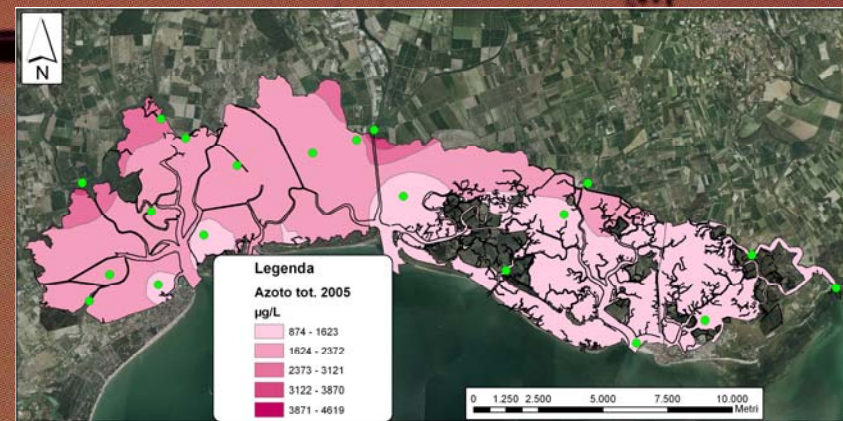 N
Legenda
Azoto tot. 2005
µg/L
874 - 1623
1624 - 2372
2373 - 3121
3122 - 3870
3871 - 4619
0 1.250 2.500 5.000 7.500 10.000
Metri